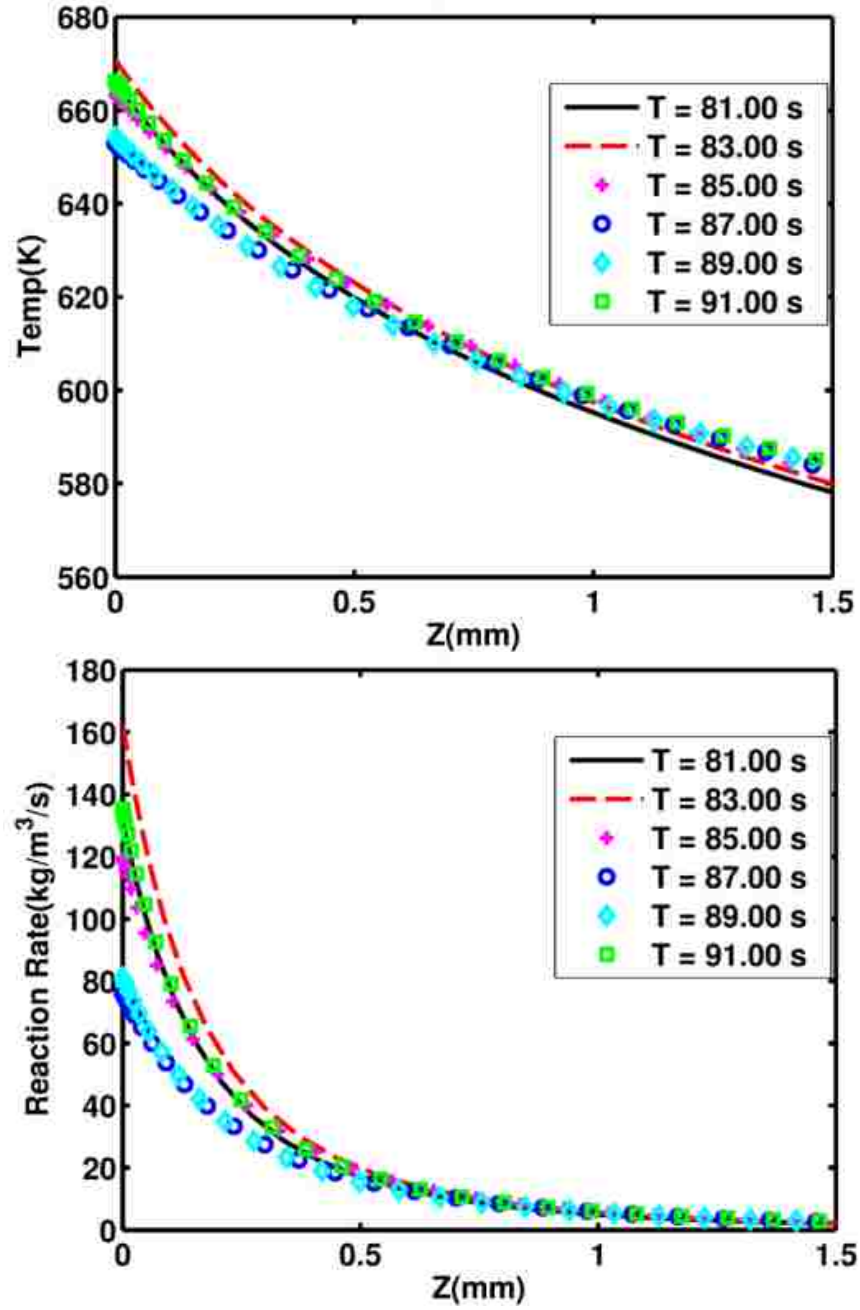 680
660
640
620
600
580
560
Temp(K)
T = 81.00 s
T = 83.00 s
T = 85.00 s
T = 87.00 s
T = 89.00 s
T = 91.00 s
0 0.5 1 1.5
Z(mm)
180
160
140
120
100
80
60
40
20
0
Reaction Rate(kg/m³/s)
T = 81.00 s
T = 83.00 s
T = 85.00 s
T = 87.00 s
T = 89.00 s
T = 91.00 s
0 0.5 1 1.5
Z(mm)